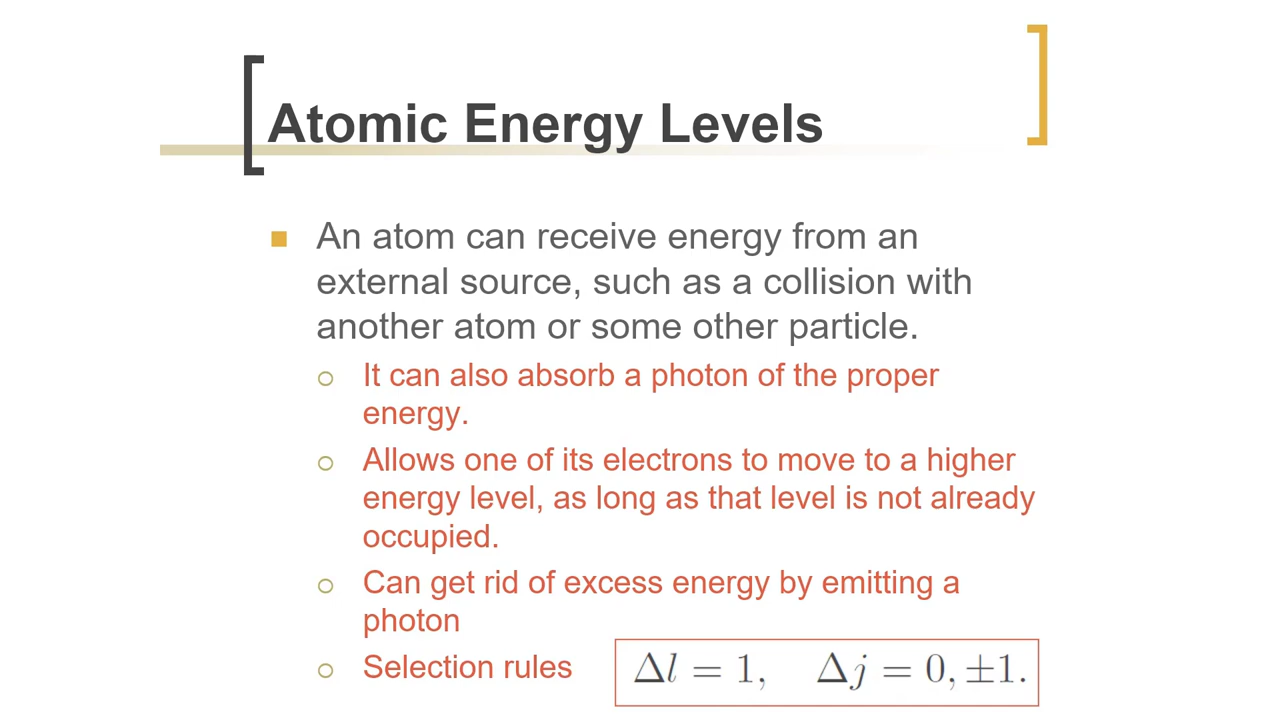 Atomic Energy Levels
An atom can receive energy from an
external source, such as a collision with
another atom or some other particle.
It can also absorb a photon of the proper
energy.
Allows one of its electrons to move to a higher
energy level, as long as that level is not already
occupied.
Can get rid of excess energy by emitting a
photon
Selection rules Δl = 1, Δj = 0, ±1.